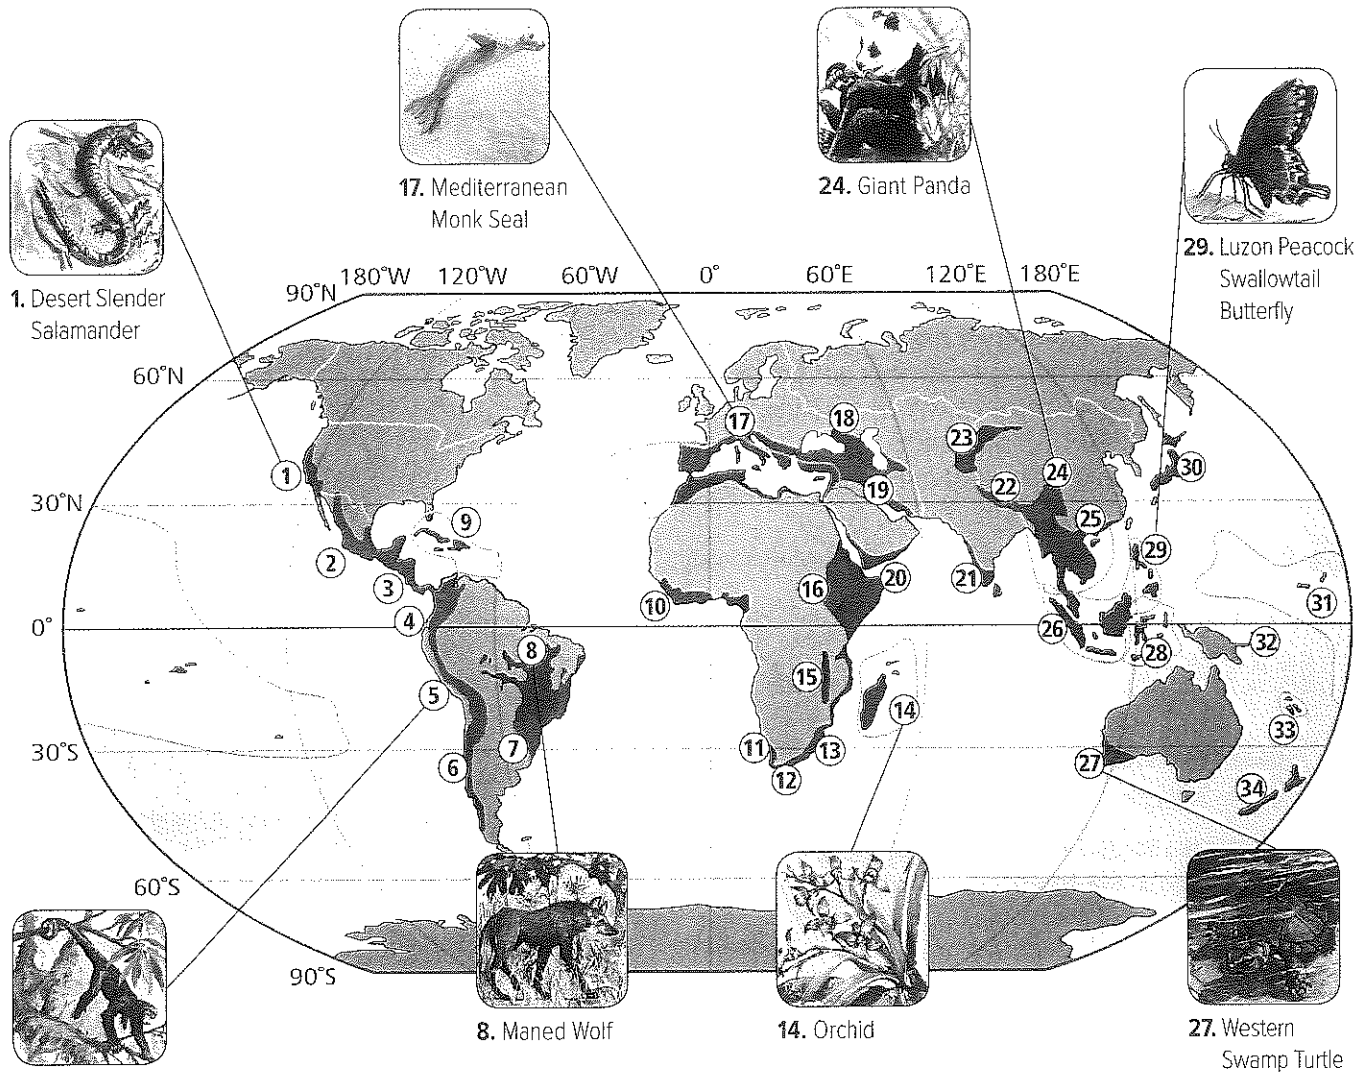 17. Mediterranean
Monk Seal
24. Giant Panda
29. Luzon Peacock
Swallowtail
Butterfly
1. Desert Slender
Salamander
90°N
180°W
120°W
60°W
0°
60°E
120°E
180°E
60°N
30°N
0°
30°S
60°S
90°S
1
2
3
4
5
6
7
8
9
10
11
12
13
14
15
16
17
18
19
20
21
22
23
24
25
26
27
28
29
30
31
32
33
34
8. Maned Wolf
14. Orchid
27. Western
Swamp Turtle